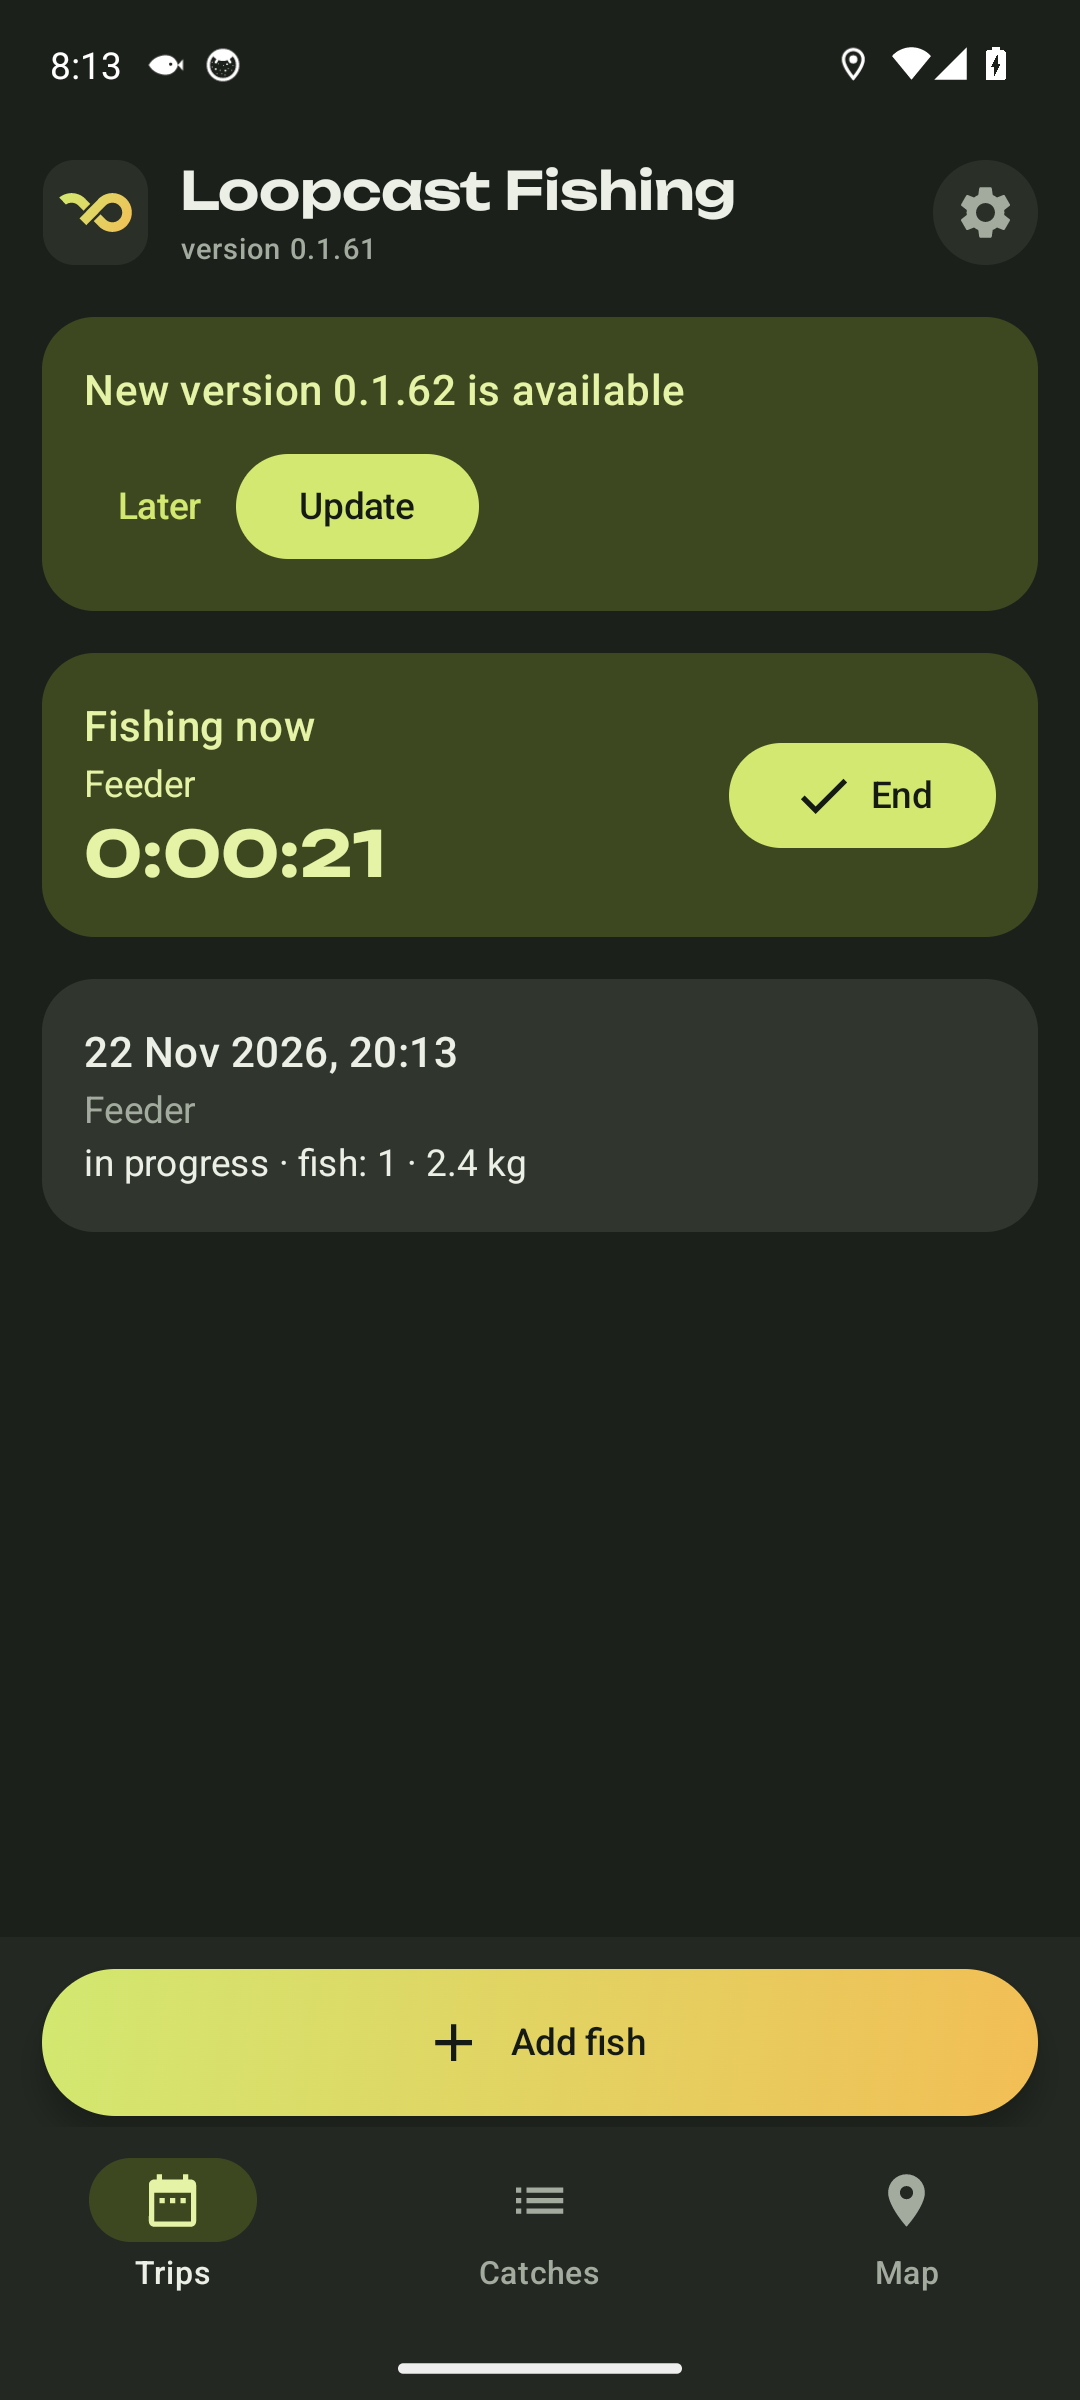 8:13
Loopcast Fishing
version 0.1.61
New version 0.1.62 is available
Later
Update
Fishing now
Feeder
0:00:21
End
22 Nov 2026, 20:13
Feeder
in progress · fish: 1 · 2.4 kg
Add fish
Trips
Catches
Map